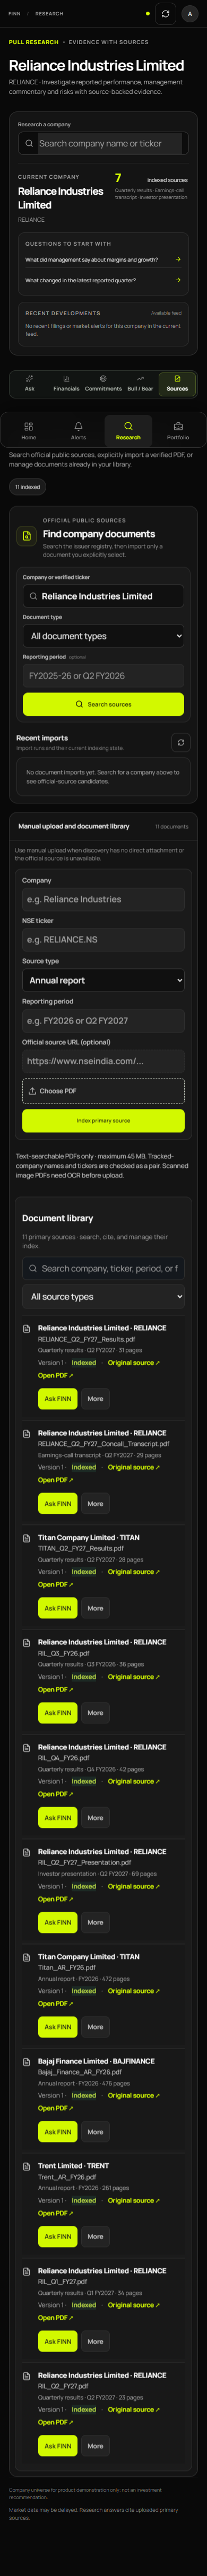 FINN / RESEARCH
A
PULL RESEARCH • EVIDENCE WITH SOURCES
Reliance Industries Limited
RELIANCE · Investigate reported performance, management
commentary and risks with source-backed evidence.
Research a company
Search company name or ticker
CURRENT COMPANY
Reliance Industries
Limited
RELIANCE
7 indexed sources
Quarterly results · Earnings-call
transcript · Investor presentation
QUESTIONS TO START WITH
What did management say about margins and growth?
What changed in the latest reported quarter?
RECENT DEVELOPMENTS
Available feed
No recent filings or market alerts for this company in the current
feed.
Ask
Financials
Commitments
Bull / Bear
Sources
Home
Alerts
Research
Portfolio
Search official public sources, explicitly import a verified PDF, or
manage documents already in your library.
11 indexed
OFFICIAL PUBLIC SOURCES
Find company documents
Search the issuer registry, then import only a
document you explicitly select.
Company or verified ticker
Reliance Industries Limited
Document type
All document types
Reporting period optional
FY2025-26 or Q2 FY2026
Search sources
Recent imports
Import runs and their current indexing state.
No document imports yet. Search for a company above to
see official-source candidates.
Manual upload and document library
11 documents
Use manual upload when discovery has no direct attachment or
the official source is unavailable.
Company
e.g. Reliance Industries
NSE ticker
e.g. RELIANCE.NS
Source type
Annual report
Reporting period
e.g. FY2026 or Q2 FY2027
Official source URL (optional)
https://www.nseindia.com/...
Choose PDF
Index primary source
Text-searchable PDFs only · maximum 45 MB. Tracked-
company names and tickers are checked as a pair. Scanned
image PDFs need OCR before upload.
Document library
11 primary sources · search, cite, and manage their
index.
Search company, ticker, period, or f
All source types
Reliance Industries Limited · RELIANCE
RELIANCE_Q2_FY27_Results.pdf
Quarterly results · Q2 FY2027 · 31 pages
Version 1 · Indexed · Original source ↗
Open PDF ↗
Ask FINN
More
Reliance Industries Limited · RELIANCE
RELIANCE_Q2_FY27_Concall_Transcript.pdf
Earnings-call transcript · Q2 FY2027 · 29 pages
Version 1 · Indexed · Original source ↗
Open PDF ↗
Ask FINN
More
Titan Company Limited · TITAN
TITAN_Q2_FY27_Results.pdf
Quarterly results · Q2 FY2027 · 28 pages
Version 1 · Indexed · Original source ↗
Open PDF ↗
Ask FINN
More
Reliance Industries Limited · RELIANCE
RIL_Q3_FY26.pdf
Quarterly results · Q3 FY2026 · 36 pages
Version 1 · Indexed · Original source ↗
Open PDF ↗
Ask FINN
More
Reliance Industries Limited · RELIANCE
RIL_Q4_FY26.pdf
Quarterly results · Q4 FY2026 · 42 pages
Version 1 · Indexed · Original source ↗
Open PDF ↗
Ask FINN
More
Reliance Industries Limited · RELIANCE
RIL_Q2_FY27_Presentation.pdf
Investor presentation · Q2 FY2027 · 69 pages
Version 1 · Indexed · Original source ↗
Open PDF ↗
Ask FINN
More
Titan Company Limited · TITAN
Titan_AR_FY26.pdf
Annual report · FY2026 · 472 pages
Version 1 · Indexed · Original source ↗
Open PDF ↗
Ask FINN
More
Bajaj Finance Limited · BAJFINANCE
Bajaj_Finance_AR_FY26.pdf
Annual report · FY2026 · 476 pages
Version 1 · Indexed · Original source ↗
Open PDF ↗
Ask FINN
More
Trent Limited · TRENT
Trent_AR_FY26.pdf
Annual report · FY2026 · 261 pages
Version 1 · Indexed · Original source ↗
Open PDF ↗
Ask FINN
More
Reliance Industries Limited · RELIANCE
RIL_Q1_FY27.pdf
Quarterly results · Q1 FY2027 · 34 pages
Version 1 · Indexed · Original source ↗
Open PDF ↗
Ask FINN
More
Reliance Industries Limited · RELIANCE
RIL_Q2_FY27.pdf
Quarterly results · Q2 FY2027 · 23 pages
Version 1 · Indexed · Original source ↗
Open PDF ↗
Ask FINN
More
Company universe for product demonstration only; not an investment
recommendation.
Market data may be delayed. Research answers cite uploaded primary
sources.